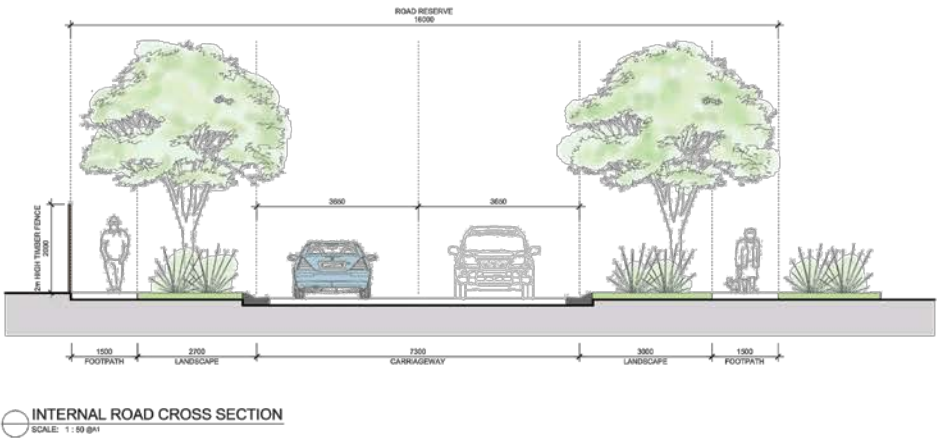 ROAD RESERVE
16000
3650
3650
2m HIGH TIMBER FENCE
2000
1500
2700
7300
3000
1500
FOOTPATH
LANDSCAPE
CARRIAGEWAY
LANDSCAPE
FOOTPATH
INTERNAL ROAD CROSS SECTION
SCALE: 1 : 50 @A1